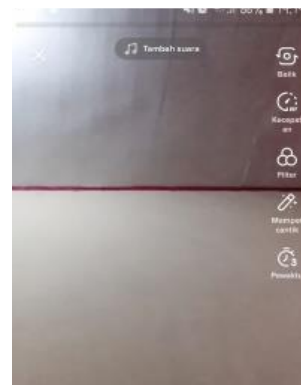 Tambah suara
Balik
Kecepat
an
Filter
Memper
cantik